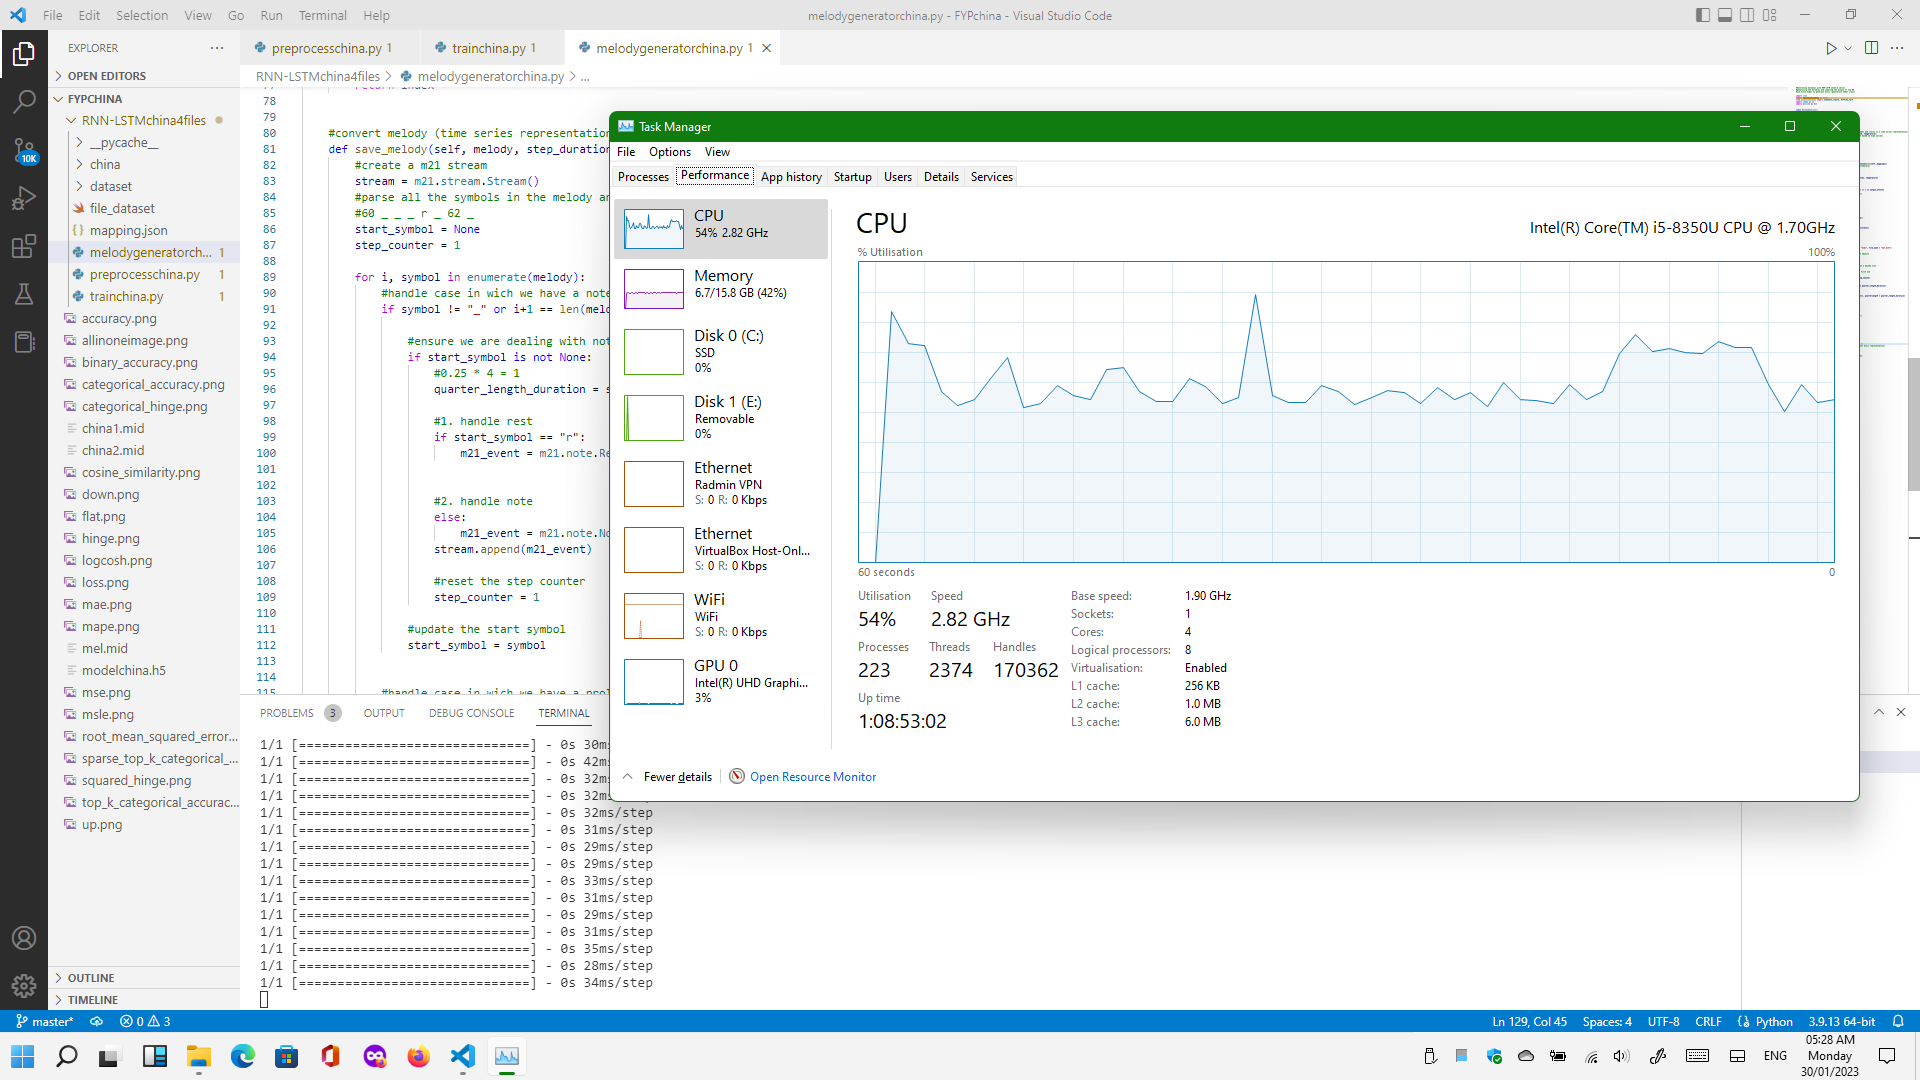 File Edit Selection View Go Run Terminal Help
melodygeneratorchina.py - FYPchina - Visual Studio Code
EXPLORER
OPEN EDITORS
FYPCHINA
RNN-LSTMchina4files
__pycache__
china
dataset
file_dataset
mapping.json
melodygeneratorch... 1
preprocesschina.py 1
trainchina.py 1
accuracy.png
allinoneimage.png
binary_accuracy.png
categorical_accuracy.png
categorical_hinge.png
china1.mid
china2.mid
cosine_similarity.png
down.png
flat.png
hinge.png
logcosh.png
loss.png
mae.png
mape.png
mel.mid
modelchina.h5
mse.png
msle.png
root_mean_squared_error...
sparse_top_k_categorical_...
squared_hinge.png
top_k_categorical_accurac...
up.png
OUTLINE
TIMELINE
10K
preprocesschina.py 1
trainchina.py 1
melodygeneratorchina.py 1
RNN-LSTMchina4files > melodygeneratorchina.py > ...
77 return index
78
79
80 #convert melody (time series representation
81 def save_melody(self, melody, step_duration
82 #create a m21 stream
83 stream = m21.stream.Stream()
84 #parse all the symbols in the melody an
85 #60 _ _ _ r _ 62 _
86 start_symbol = None
87 step_counter = 1
88
89 for i, symbol in enumerate(melody):
90 #handle case in wich we have a note
91 if symbol != "_" or i+1 == len(melo
92
93 #ensure we are dealing with not
94 if start_symbol is not None:
95 #0.25 * 4 = 1
96 quarter_length_duration = s
97
98 #1. handle rest
99 if start_symbol == "r":
100 m21_event = m21.note.Re
101
102
103 #2. handle note
104 else:
105 m21_event = m21.note.No
106 stream.append(m21_event)
107
108 #reset the step counter
109 step_counter = 1
110
111 #update the start symbol
112 start_symbol = symbol
113
114
115 #handle case in wich we have a prol
PROBLEMS 3 OUTPUT DEBUG CONSOLE TERMINAL
1/1 [==============================] - 0s 30ms
1/1 [==============================] - 0s 42ms
1/1 [==============================] - 0s 32ms
1/1 [==============================] - 0s 32ms
1/1 [==============================] - 0s 32ms/step
1/1 [==============================] - 0s 31ms/step
1/1 [==============================] - 0s 29ms/step
1/1 [==============================] - 0s 29ms/step
1/1 [==============================] - 0s 33ms/step
1/1 [==============================] - 0s 31ms/step
1/1 [==============================] - 0s 29ms/step
1/1 [==============================] - 0s 31ms/step
1/1 [==============================] - 0s 35ms/step
1/1 [==============================] - 0s 28ms/step
1/1 [==============================] - 0s 34ms/step
Task Manager
File Options View
Processes Performance App history Startup Users Details Services
CPU
54% 2.82 GHz
Memory
6.7/15.8 GB (42%)
Disk 0 (C:)
SSD
0%
Disk 1 (E:)
Removable
0%
Ethernet
Radmin VPN
S: 0 R: 0 Kbps
Ethernet
VirtualBox Host-Onl...
S: 0 R: 0 Kbps
WiFi
WiFi
S: 0 R: 0 Kbps
GPU 0
Intel(R) UHD Graphi...
3%
CPU
Intel(R) Core(TM) i5-8350U CPU @ 1.70GHz
% Utilisation 100%
60 seconds 0
Utilisation Speed
54% 2.82 GHz
Processes Threads Handles
223 2374 170362
Up time
1:08:53:02
Base speed: 1.90 GHz
Sockets: 1
Cores: 4
Logical processors: 8
Virtualisation: Enabled
L1 cache: 256 KB
L2 cache: 1.0 MB
L3 cache: 6.0 MB
Fewer details Open Resource Monitor
master* 0 3
Ln 129, Col 45 Spaces: 4 UTF-8 CRLF Python 3.9.13 64-bit
ENG
05:28 AM
Monday
30/01/2023